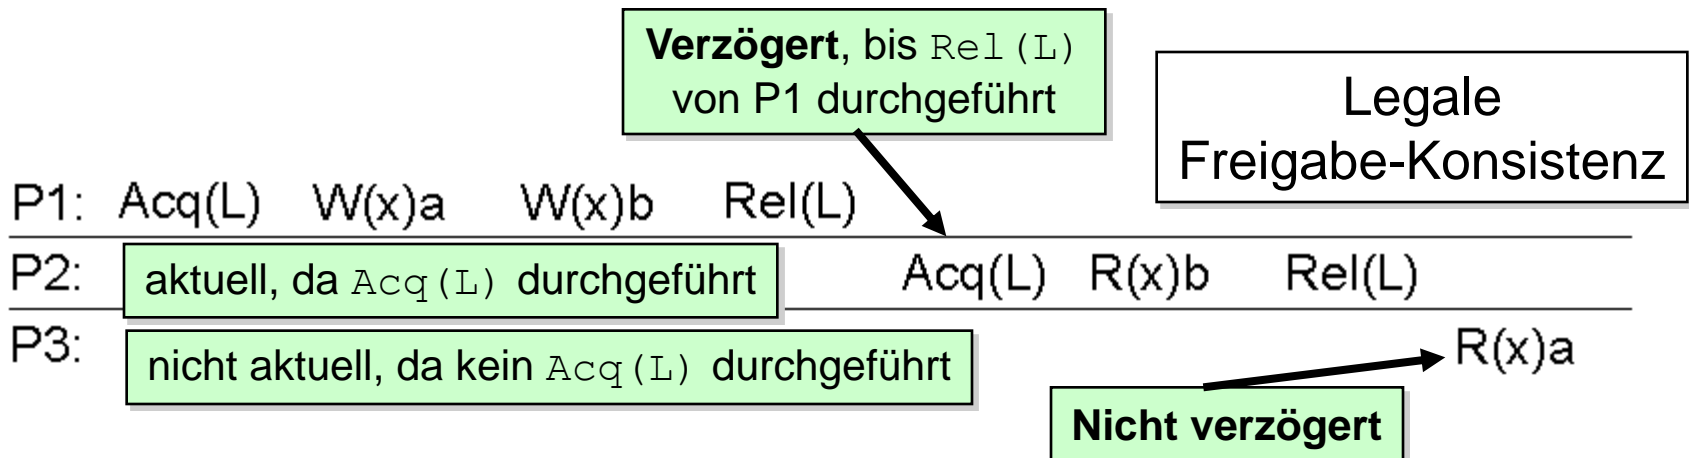 Verzögert, bis Rel(L)
von P1 durchgeführt
Legale
Freigabe-Konsistenz
P1: Acq(L) W(x)a W(x)b Rel(L)
P2: aktuell, da Acq(L) durchgeführt Acq(L) R(x)b Rel(L)
P3: nicht aktuell, da kein Acq(L) durchgeführt R(x)a
Nicht verzögert